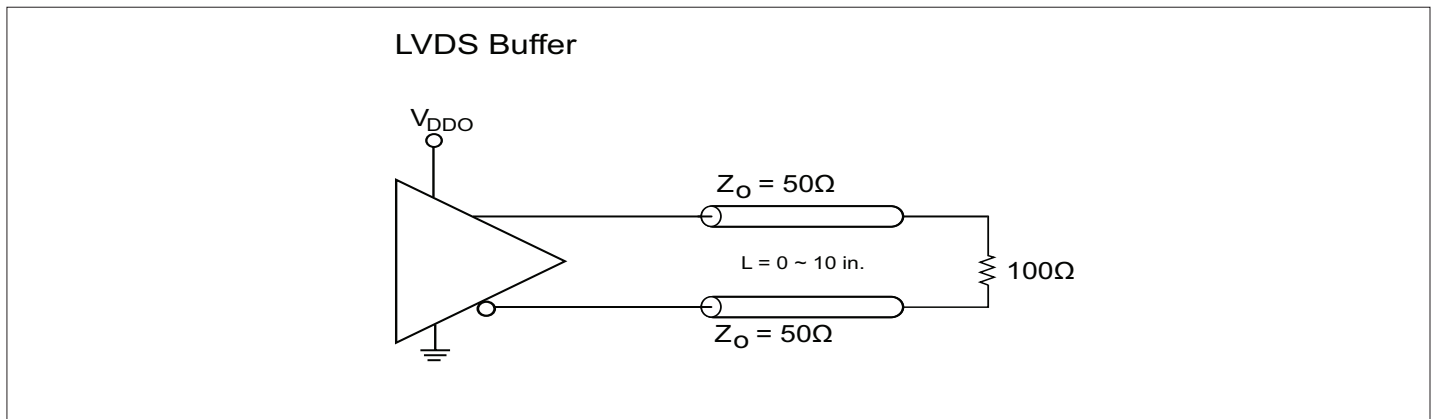 LVDS Buffer
VDDO
ZO = 50Ω
L = 0 ~ 10 in.
100Ω
ZO = 50Ω